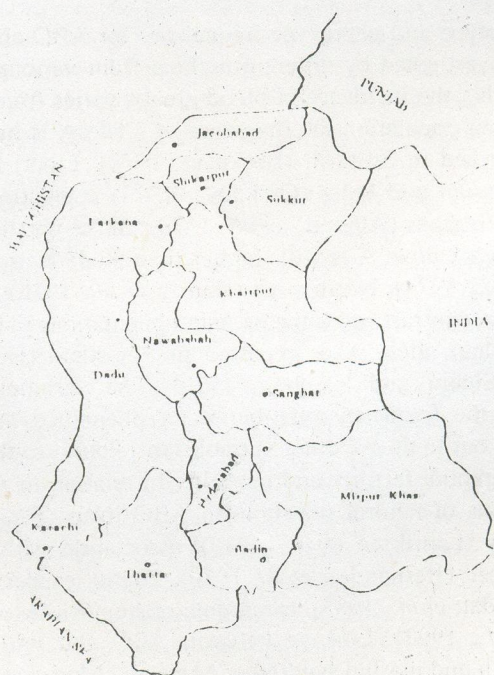 PUNJAB
Jacobabad
BALUCHISTAN
Shikarpur
Sukkur
Larkana
Khairpur
INDIA
Nawabshah
Dadu
Sanghar
Hyderabad
Mirpur Khas
Karachi
Badin
Thatta
ARABIAN SEA